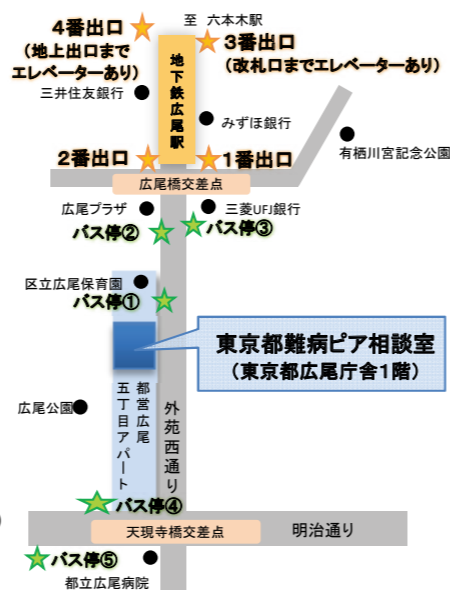 至 六本木駅
4番出口
(地上出口まで
エレベーターあり)
3番出口
(改札口までエレベーターあり)
三井住友銀行
地下鉄広尾駅
みずほ銀行
有栖川宮記念公園
2番出口
1番出口
広尾橋交差点
広尾プラザ
三菱UFJ銀行
バス停②
バス停③
区立広尾保育園
バス停①
東京都難病ピア相談室
(東京都広尾庁舎1階)
広尾公園
都営広尾
五丁目アパート
外苑西通り
バス停④
天現寺橋交差点
明治通り
バス停⑤
都立広尾病院